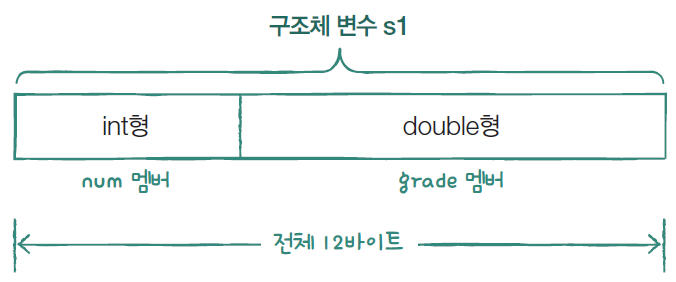 구조체 변수 s1
int형 double형
num 멤버 grade 멤버
전체 12바이트